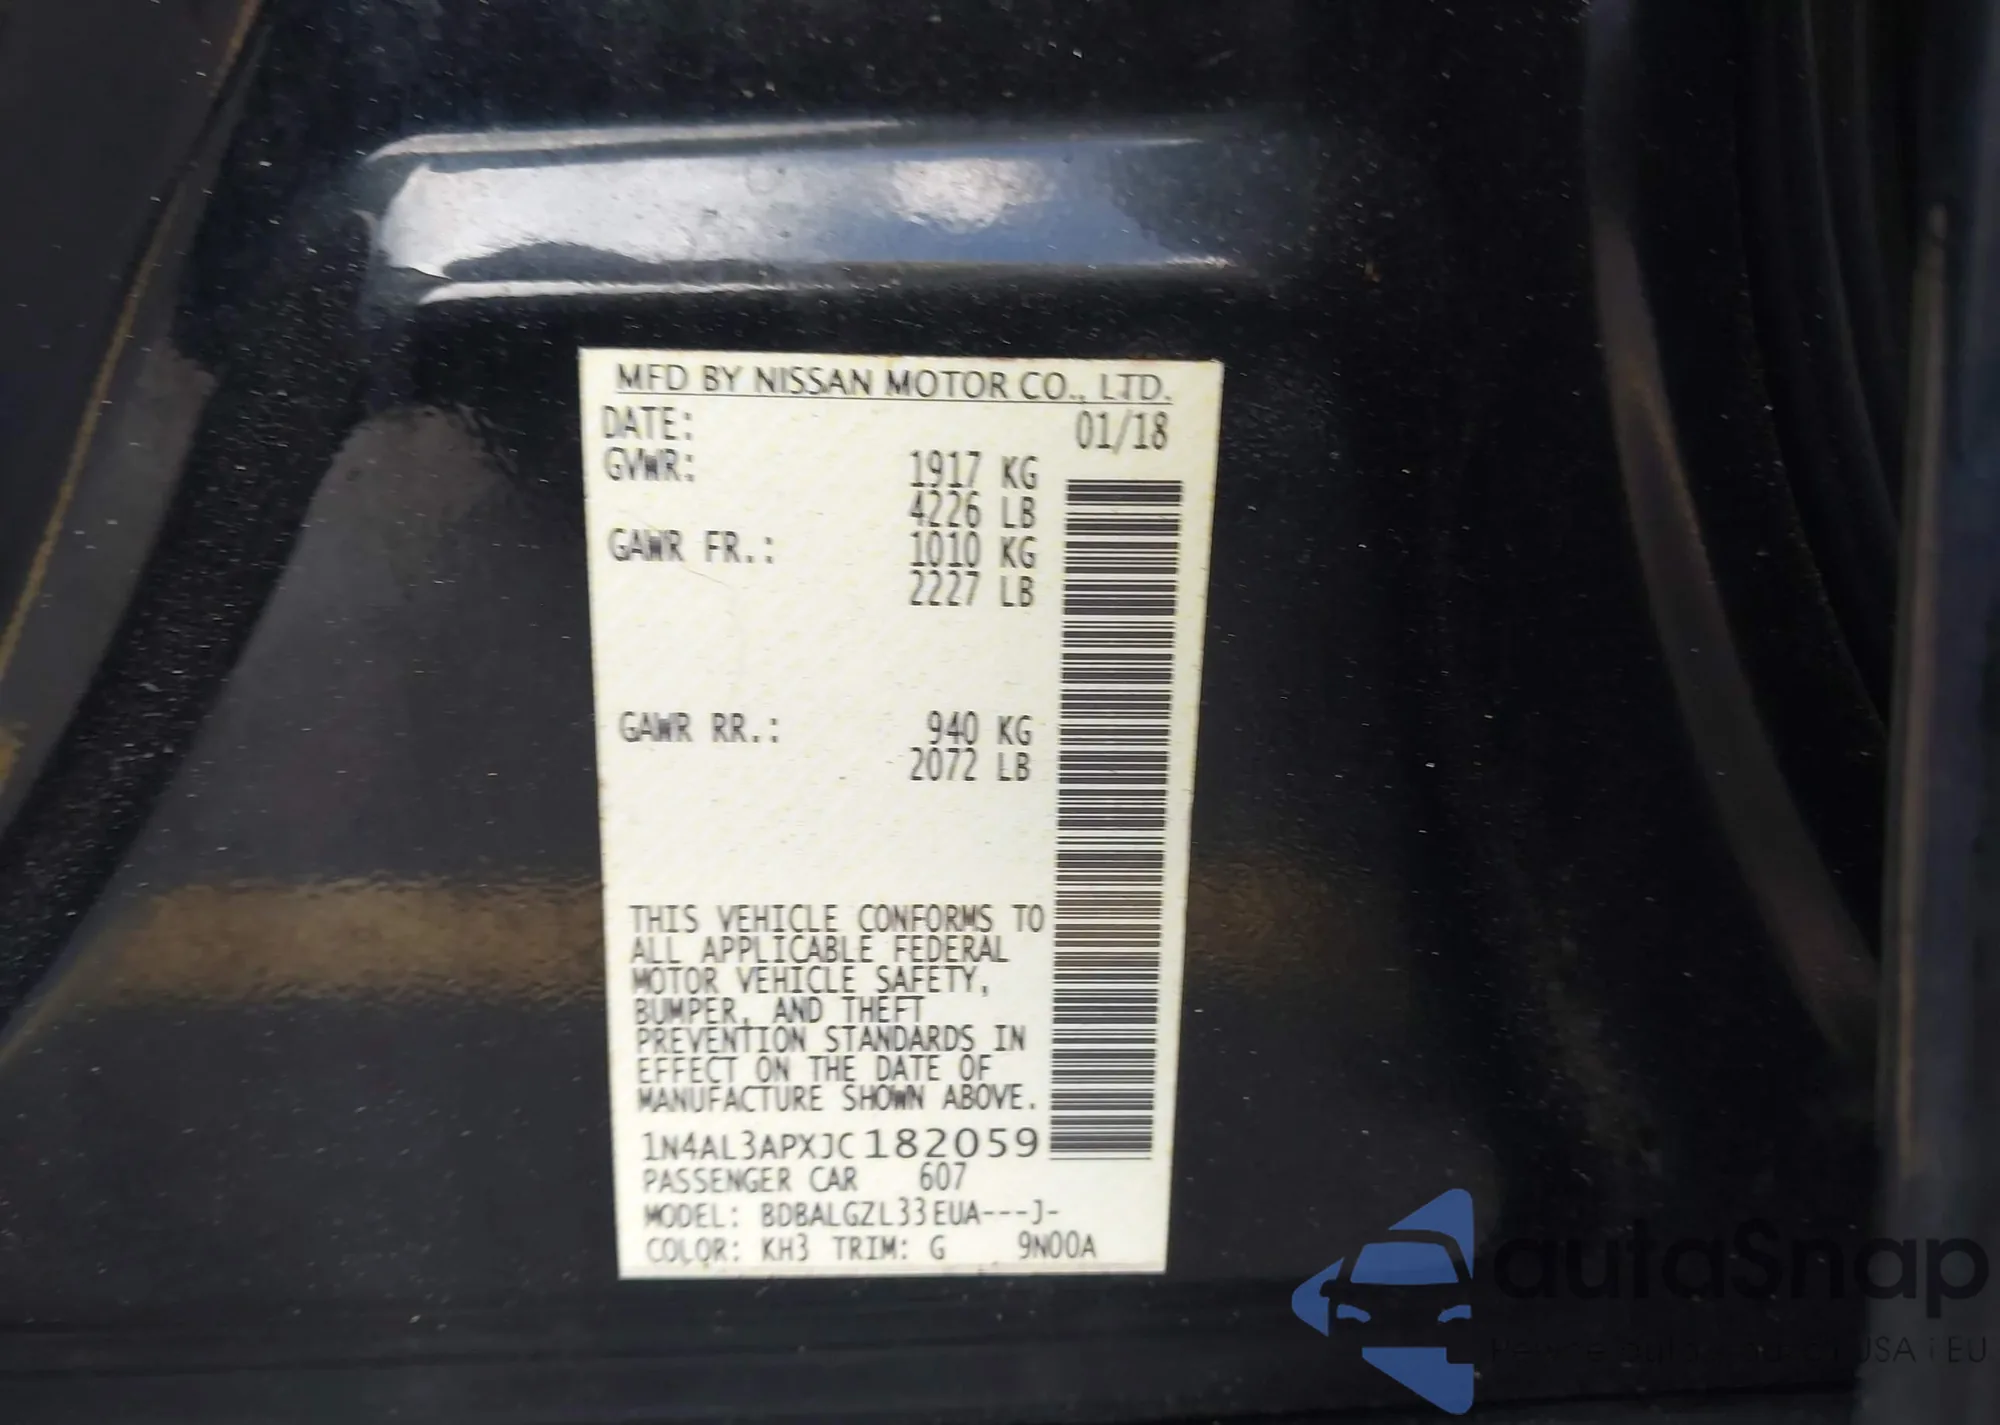 MFD BY NISSAN MOTOR CO., LTD.
DATE: 01/18
GVWR: 1917 KG
4226 LB
GAWR FR.: 1010 KG
2227 LB
GAWR RR.: 940 KG
2072 LB
THIS VEHICLE CONFORMS TO
ALL APPLICABLE FEDERAL
MOTOR VEHICLE SAFETY,
BUMPER, AND THEFT
PREVENTION STANDARDS IN
EFFECT ON THE DATE OF
MANUFACTURE SHOWN ABOVE.
1N4AL3APXJC182059
PASSENGER CAR 607
MODEL: BDBALGZL33EUA---J-
COLOR: KH3 TRIM: G 9N00A
autaSnap
USA i EU